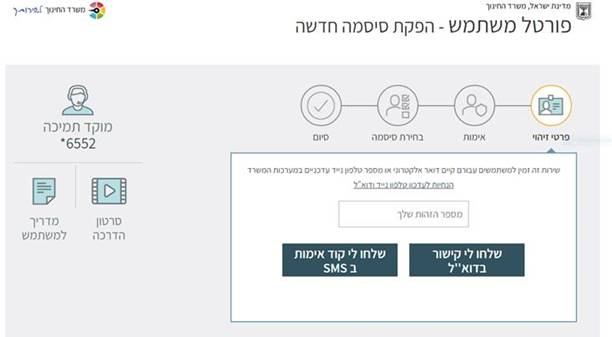 מדינת ישראל, משרד החינוך
פורטל משתמש - הפקת סיסמה חדשה
משרד החינוך לשירותך
פרטי זיהוי
אימות
בחירת סיסמה
סיום
שירות זה זמין למשתמשים עבורם קיים דואר אלקטרוני או מספר טלפון נייד עדכניים במערכות המשרד
הנחיות לעדכון טלפון נייד ודוא"ל
מספר הזהות שלך
שלחו לי קישור
בדוא"ל
שלחו לי קוד אימות
ב SMS
מוקד תמיכה
*6552
סרטון
הדרכה
מדריך
למשתמש